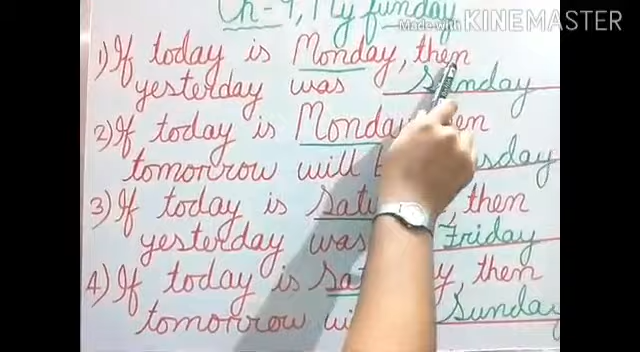 Ch-9, My funday
Made with KINEMASTER
1) If today is Monday, then
yesterday was Sunday
2) If today is Monday
tomorrow will
3) If today is then
yesterday was Friday
4) If today is then
tomorrow Sunday